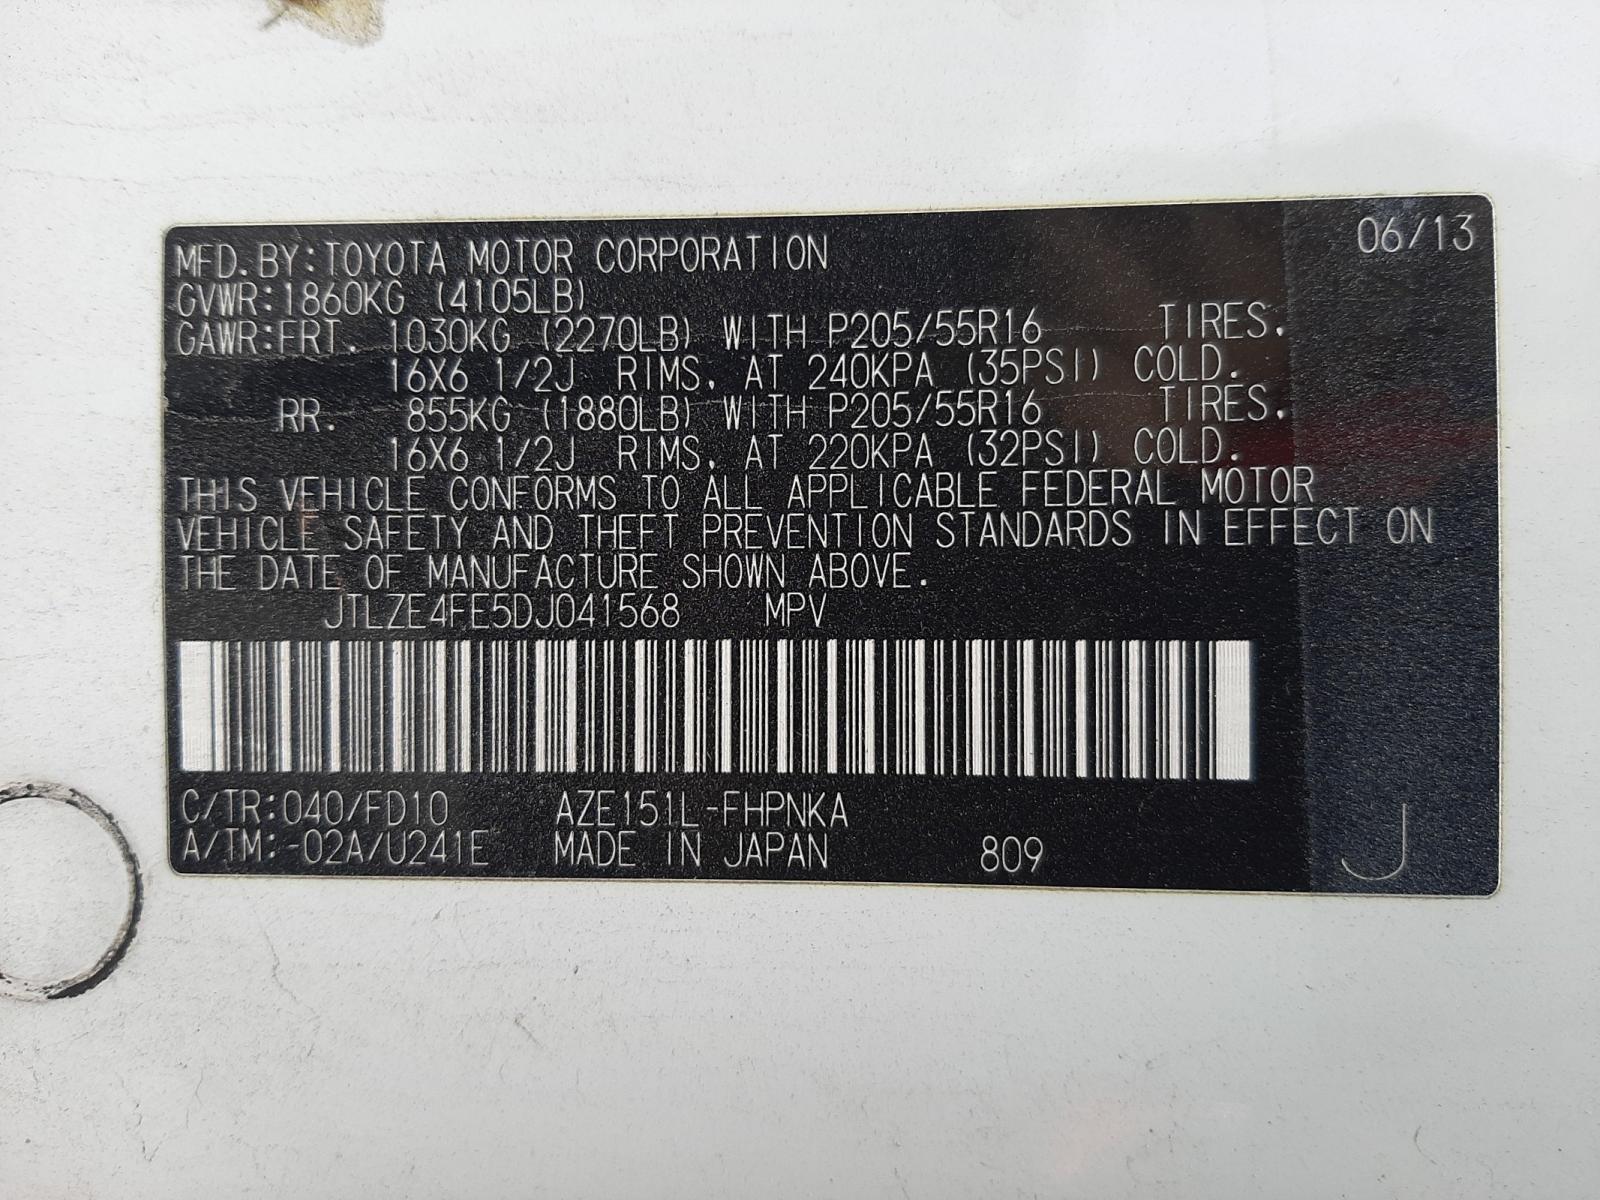 06/13
MFD.BY:TOYOTA MOTOR CORPORATION
GVWR:1860KG (4105LB)
GAWR:FRT. 1030KG (2270LB) WITH P205/55R16 TIRES.
16X6 1/2J RIMS, AT 240KPA (35PSI) COLD.
RR. 855KG (1880LB) WITH P205/55R16 TIRES.
16X6 1/2J RIMS, AT 220KPA (32PSI) COLD.
THIS VEHICLE CONFORMS TO ALL APPLICABLE FEDERAL MOTOR
VEHICLE SAFETY AND THEFT PREVENTION STANDARDS IN EFFECT ON
THE DATE OF MANUFACTURE SHOWN ABOVE.
JTLZE4FE5DJ041568 MPV
C/TR:040/FD10 AZE151L-FHPNKA
A/TM:-02A/U241E MADE IN JAPAN 809 J